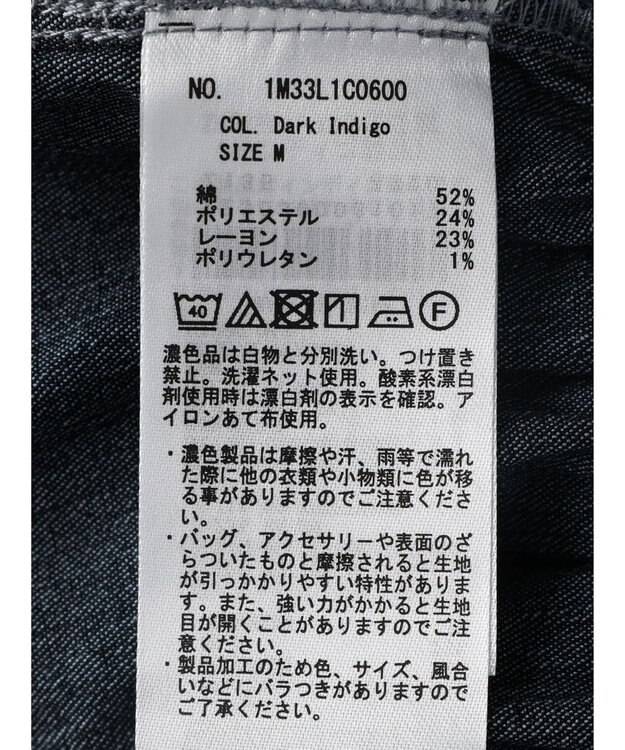 NO. 1M33L1C0600
COL. Dark Indigo
SIZE M
綿 52%
ポリエステル 24%
レーヨン 23%
ポリウレタン 1%
40 F
濃色品は白物と分別洗い。つけ置き
禁止。洗濯ネット使用。酸素系漂白
剤使用時は漂白剤の表示を確認。ア
イロンあて布使用。
・濃色製品は摩擦や汗、雨等で濡れ
た際に他の衣類や小物類に色が移
る事がありますのでご注意くださ
い。
・バッグ、アクセサリーや表面のざ
らついたものと摩擦されると生地
が引っかかりやすい特性がありま
す。また、強い力がかかると生地
目が開くことがありますのでご注
意ください。
・製品加工のため色、サイズ、風合
いなどにバラつきがありますので
ご了承ください。